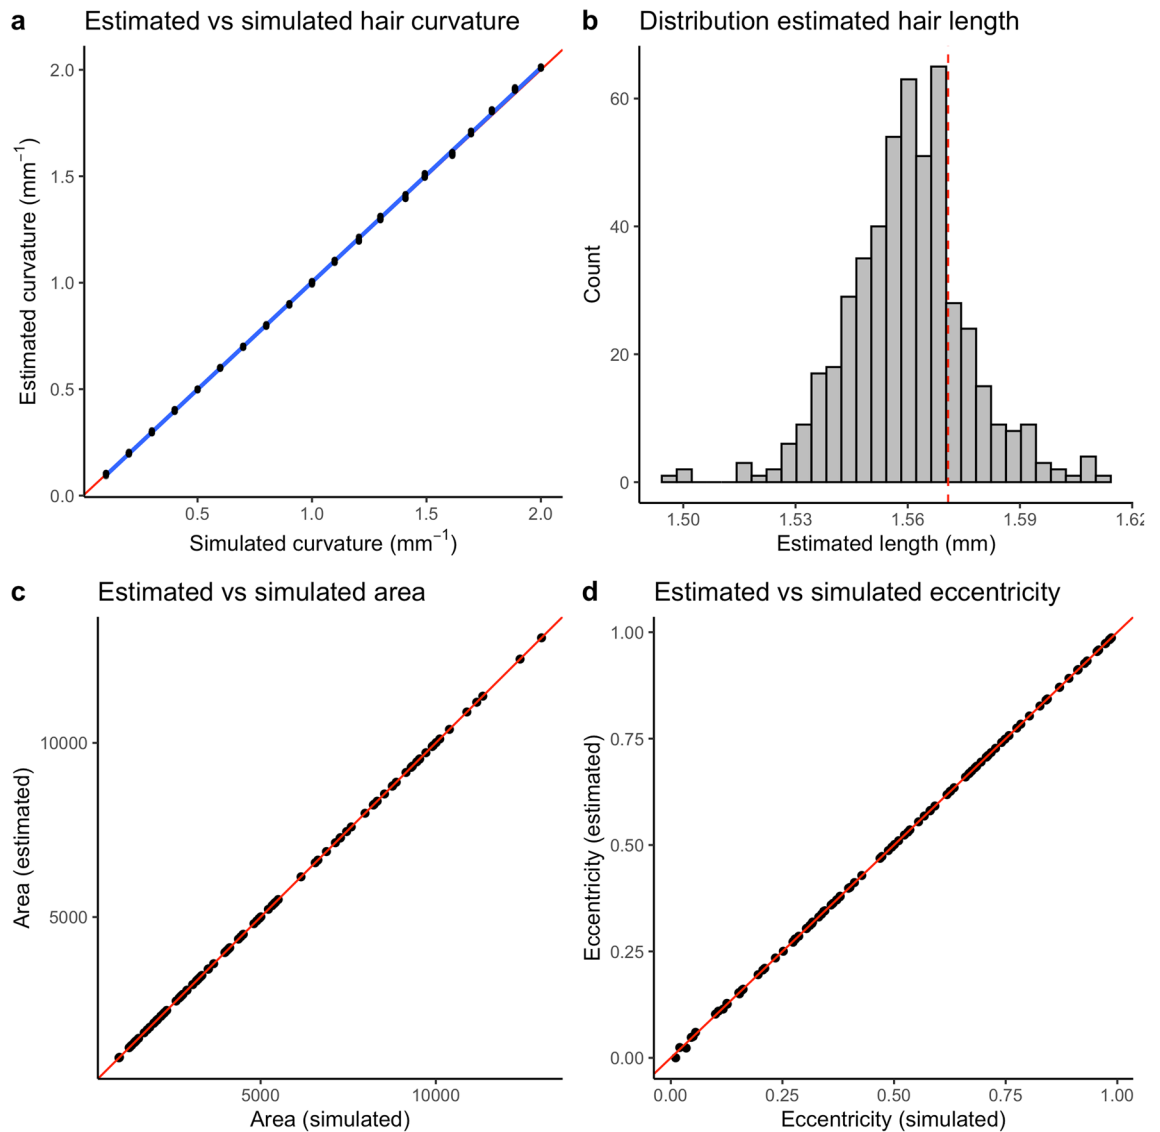 a Estimated vs simulated hair curvature
2.0
1.5
1.0
0.5
0.0
Estimated curvature (mm⁻¹)
0.5 1.0 1.5 2.0
Simulated curvature (mm⁻¹)
b Distribution estimated hair length
60
40
20
0
Count
1.50 1.53 1.56 1.59 1.62
Estimated length (mm)
c Estimated vs simulated area
10000
5000
Area (estimated)
5000 10000
Area (simulated)
d Estimated vs simulated eccentricity
1.00
0.75
0.50
0.25
0.00
Eccentricity (estimated)
0.00 0.25 0.50 0.75 1.00
Eccentricity (simulated)